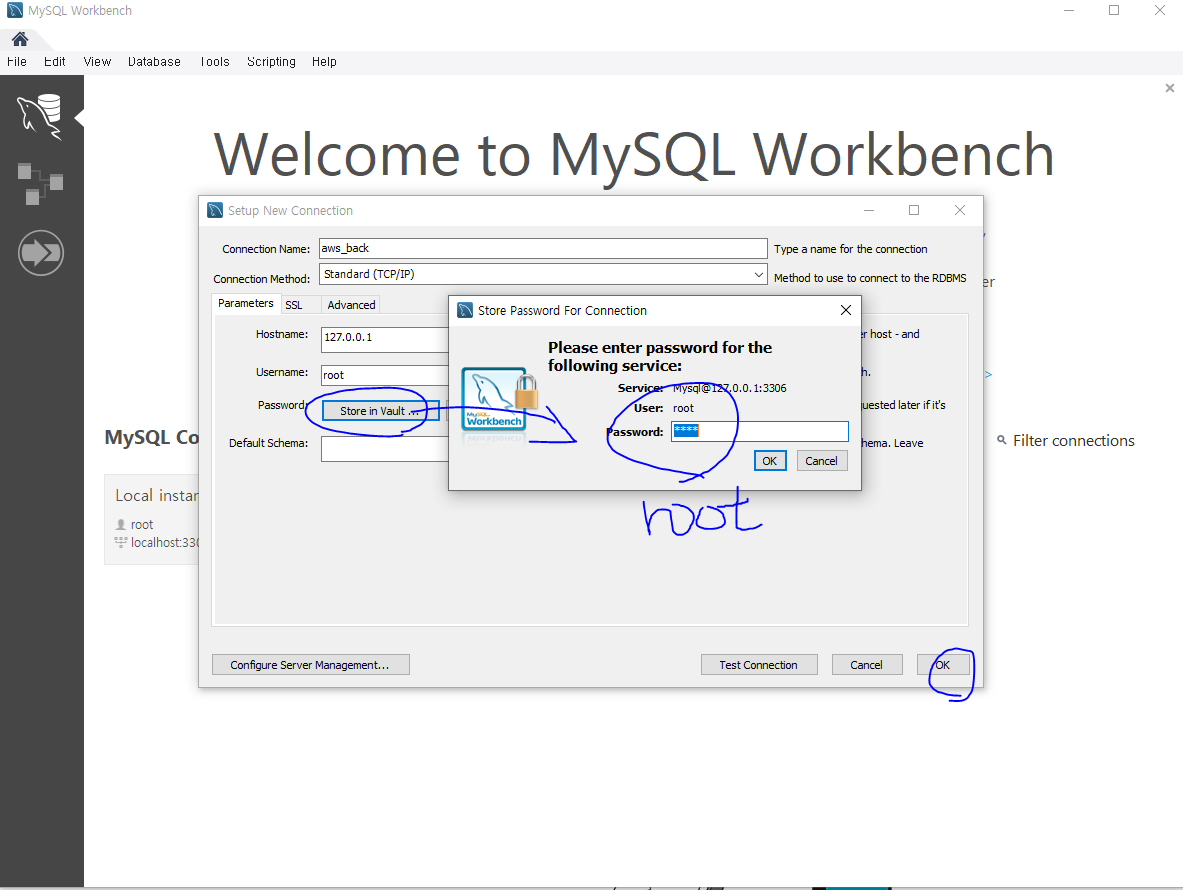 MySQL Workbench
File Edit View Database Tools Scripting Help
Welcome to MySQL Workbench
Setup New Connection
Connection Name: aws_back Type a name for the connection
Connection Method: Standard (TCP/IP) Method to use to connect to the RDBMS
er
Parameters SSL Advanced
Store Password For Connection
Hostname: 127.0.0.1
r host - and
Please enter password for the
following service:
Username: root
h.
>
Service: Mysql@127.0.0.1:3306
Password: Store in Vault ...
User: root
uested later if it's
Password: ****
Workbench
Default Schema:
hema. Leave
MySQL Co
Filter connections
OK Cancel
Local instan
root
root
localhost:330
Configure Server Management... Test Connection Cancel OK